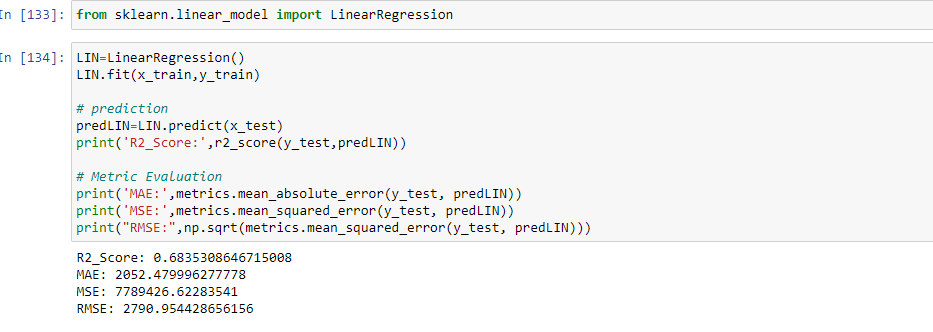 In [133]: from sklearn.linear_model import LinearRegression
In [134]: LIN=LinearRegression()
LIN.fit(x_train,y_train)
# prediction
predLIN=LIN.predict(x_test)
print('R2_Score:',r2_score(y_test,predLIN))
# Metric Evaluation
print('MAE:',metrics.mean_absolute_error(y_test, predLIN))
print('MSE:',metrics.mean_squared_error(y_test, predLIN))
print("RMSE:",np.sqrt(metrics.mean_squared_error(y_test, predLIN)))
R2_Score: 0.6835308646715008
MAE: 2052.479996277778
MSE: 7789426.62283541
RMSE: 2790.954428656156